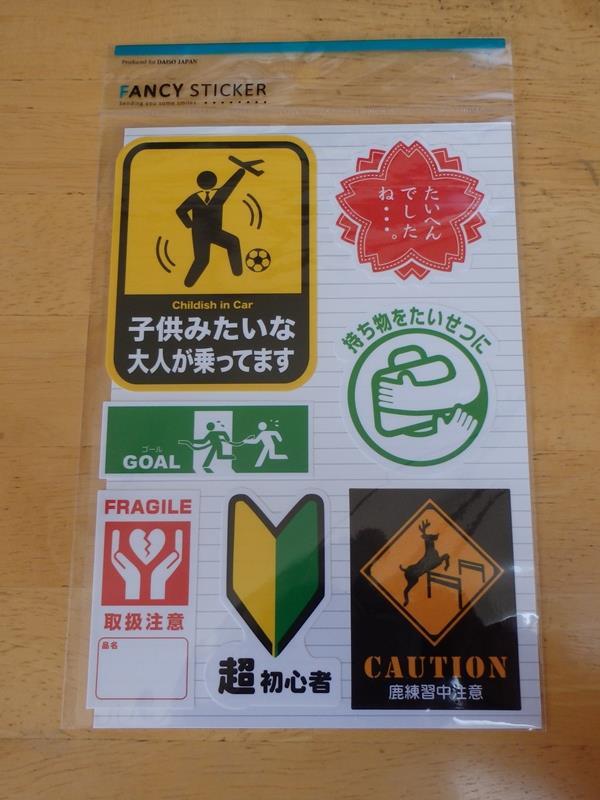 Produced for DAISO JAPAN
FANCY STICKER
Sending you some smiles
Childish in Car
子供みたいな
大人が乗ってます
たいへん
でした
ね・・・。
持ち物をたいせつに
ゴール
GOAL
FRAGILE
取扱注意
品名
超初心者
CAUTION
鹿練習中注意